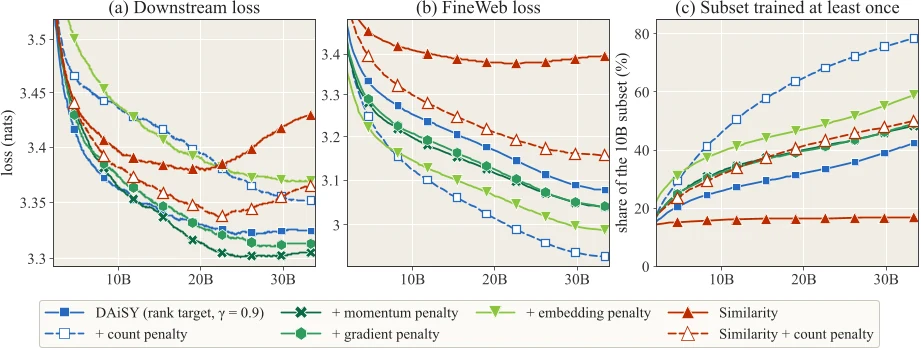 (a) Downstream loss
(b) FineWeb loss
(c) Subset trained at least once
loss (nats)
3.5
3.45
3.4
3.35
3.3
10B
20B
30B
3.4
3.3
3.2
3.1
3
10B
20B
30B
share of the 10B subset (%)
80
60
40
20
0
10B
20B
30B
DAiSY (rank target, γ = 0.9)
+ momentum penalty
+ embedding penalty
Similarity
+ count penalty
+ gradient penalty
Similarity + count penalty